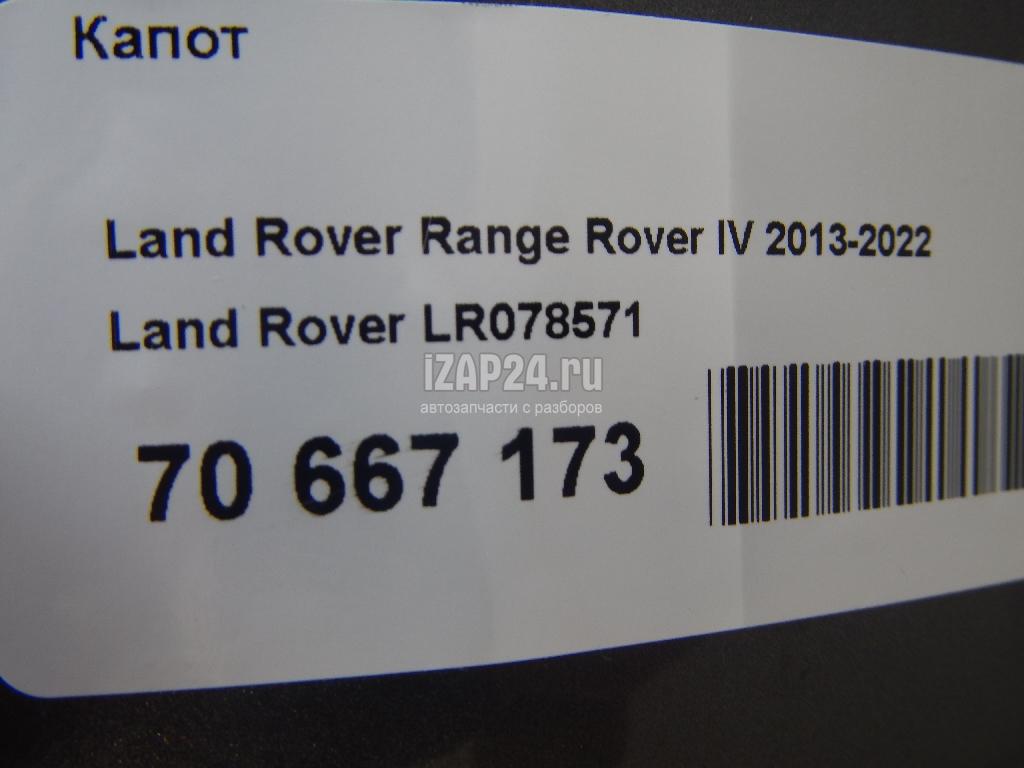 Капот
Land Rover Range Rover IV 2013-2022
Land Rover LR078571
iZAP24.ru
автозапчасти с разборов
70 667 173